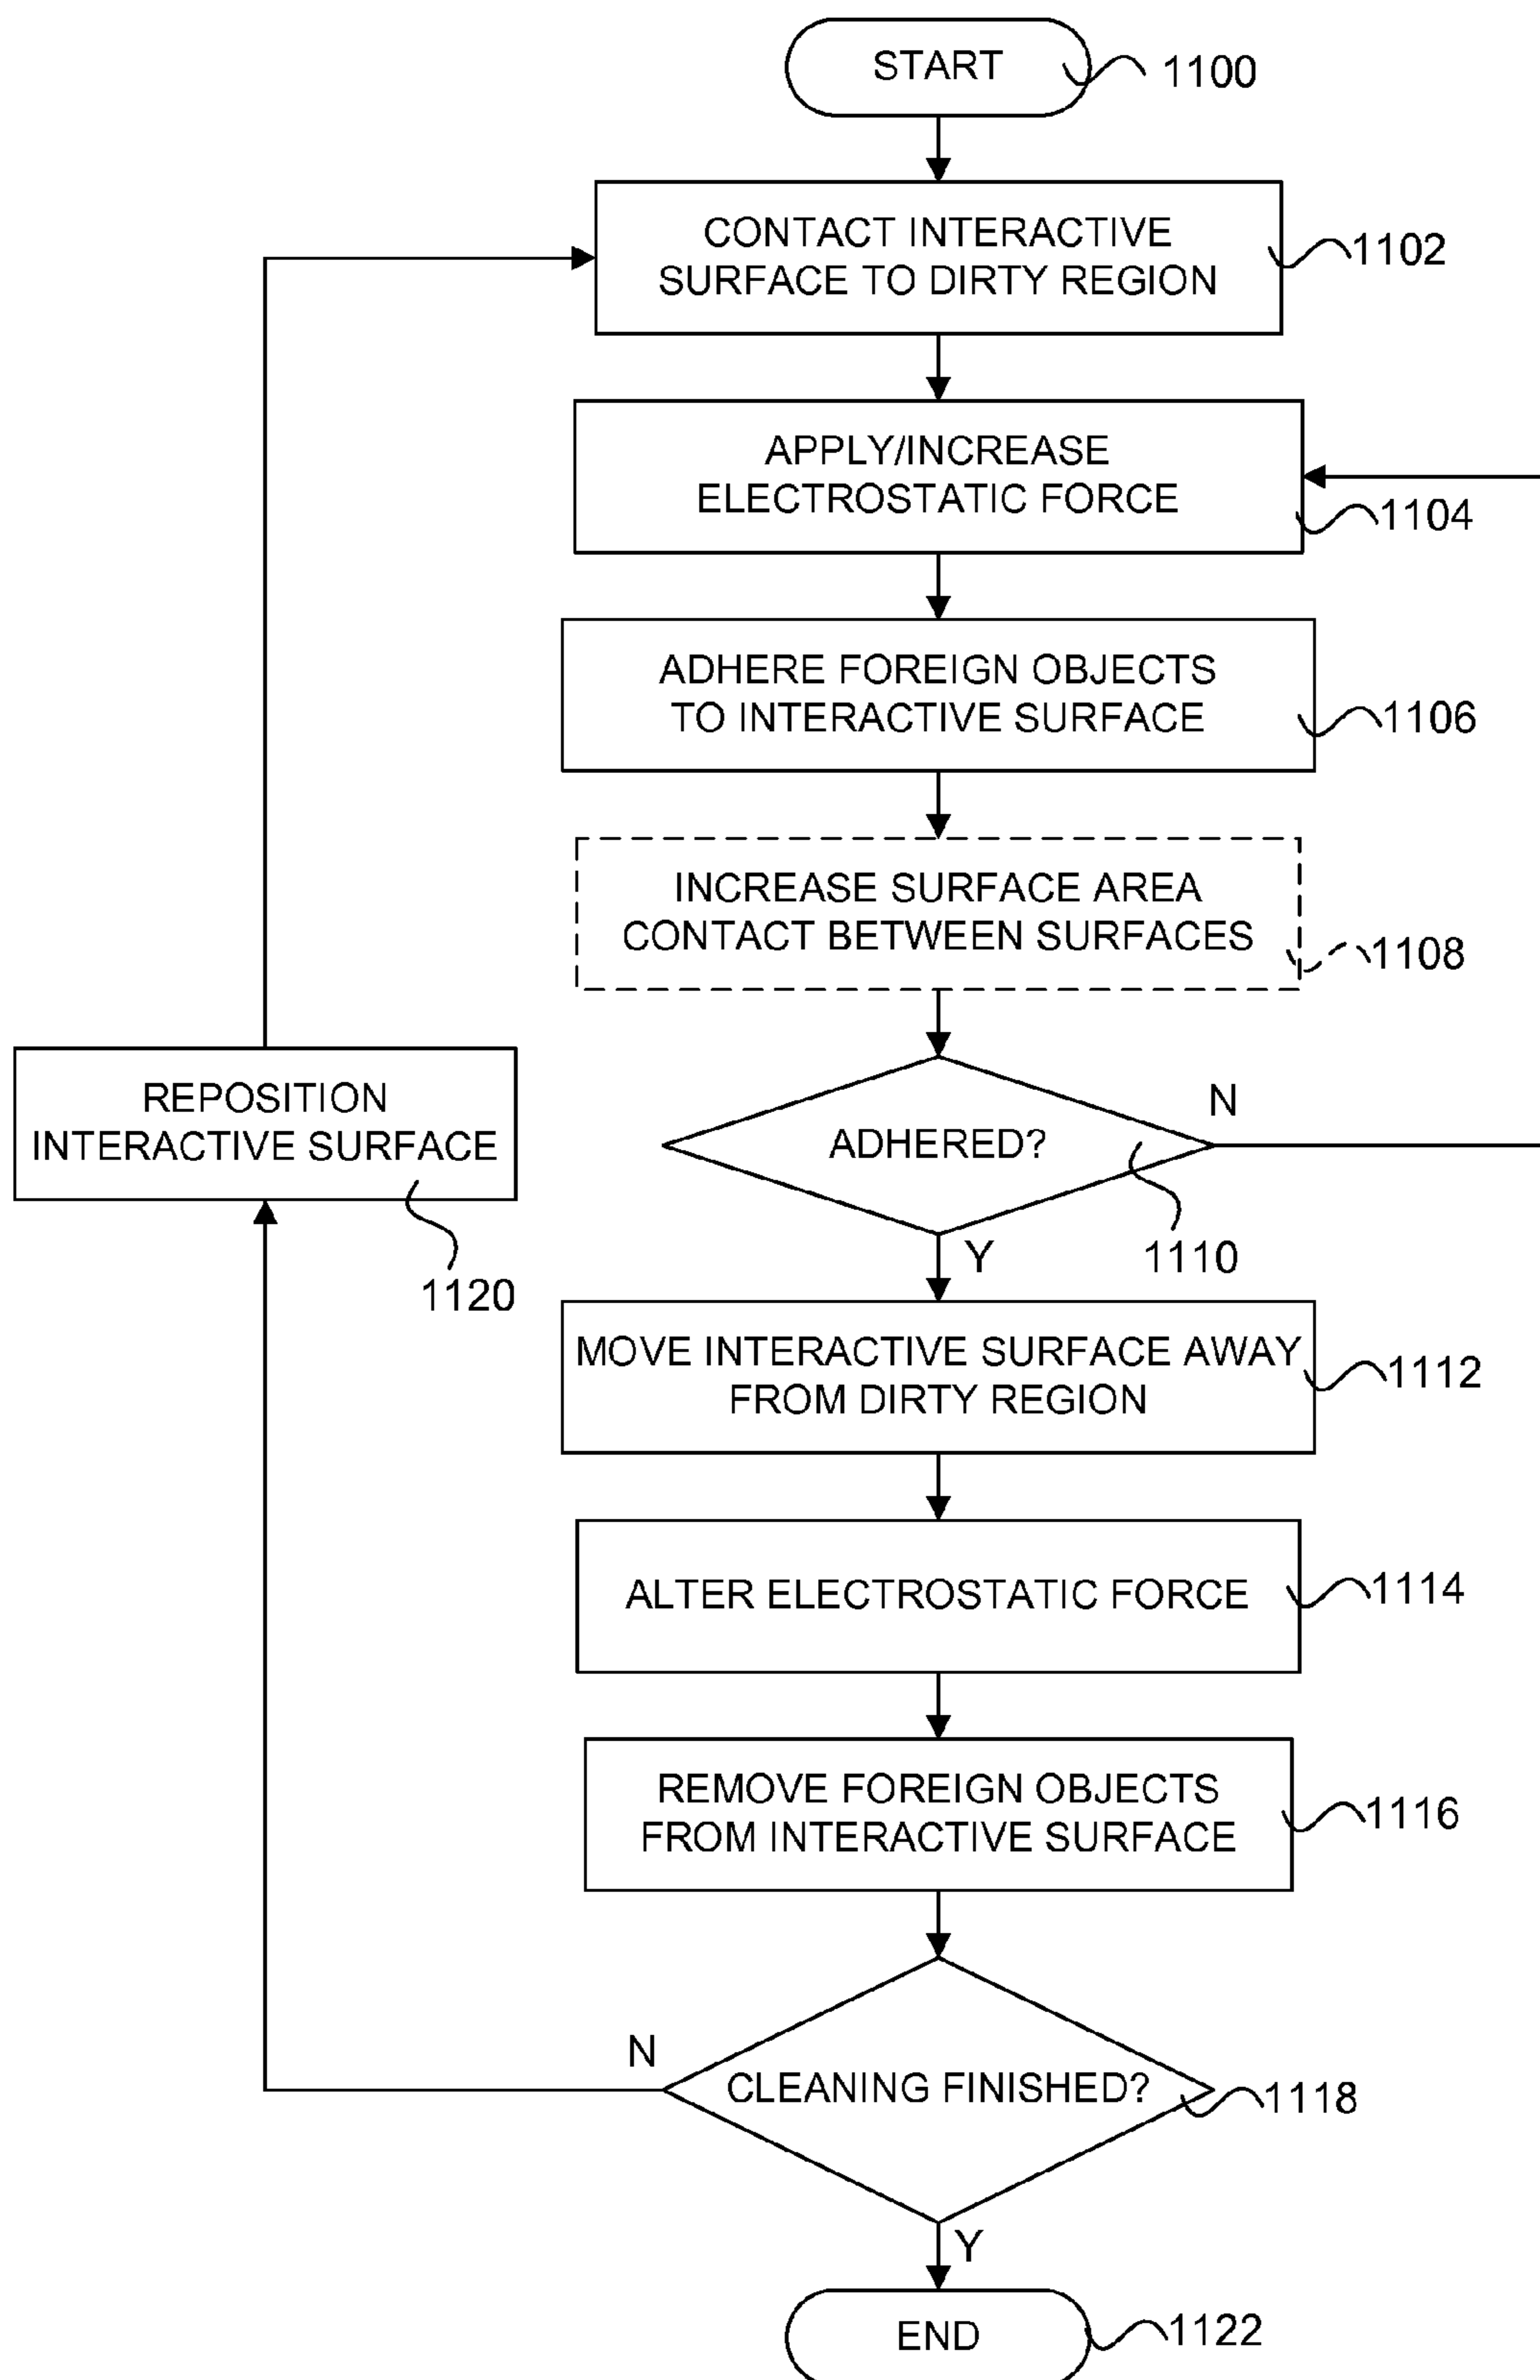 START
1100
CONTACT INTERACTIVE
SURFACE TO DIRTY REGION
1102
APPLY/INCREASE
ELECTROSTATIC FORCE
1104
ADHERE FOREIGN OBJECTS
TO INTERACTIVE SURFACE
1106
INCREASE SURFACE AREA
CONTACT BETWEEN SURFACES
1108
ADHERED?
N
1110
Y
REPOSITION
INTERACTIVE SURFACE
1120
MOVE INTERACTIVE SURFACE AWAY
FROM DIRTY REGION
1112
ALTER ELECTROSTATIC FORCE
1114
REMOVE FOREIGN OBJECTS
FROM INTERACTIVE SURFACE
1116
N
CLEANING FINISHED?
1118
Y
END
1122